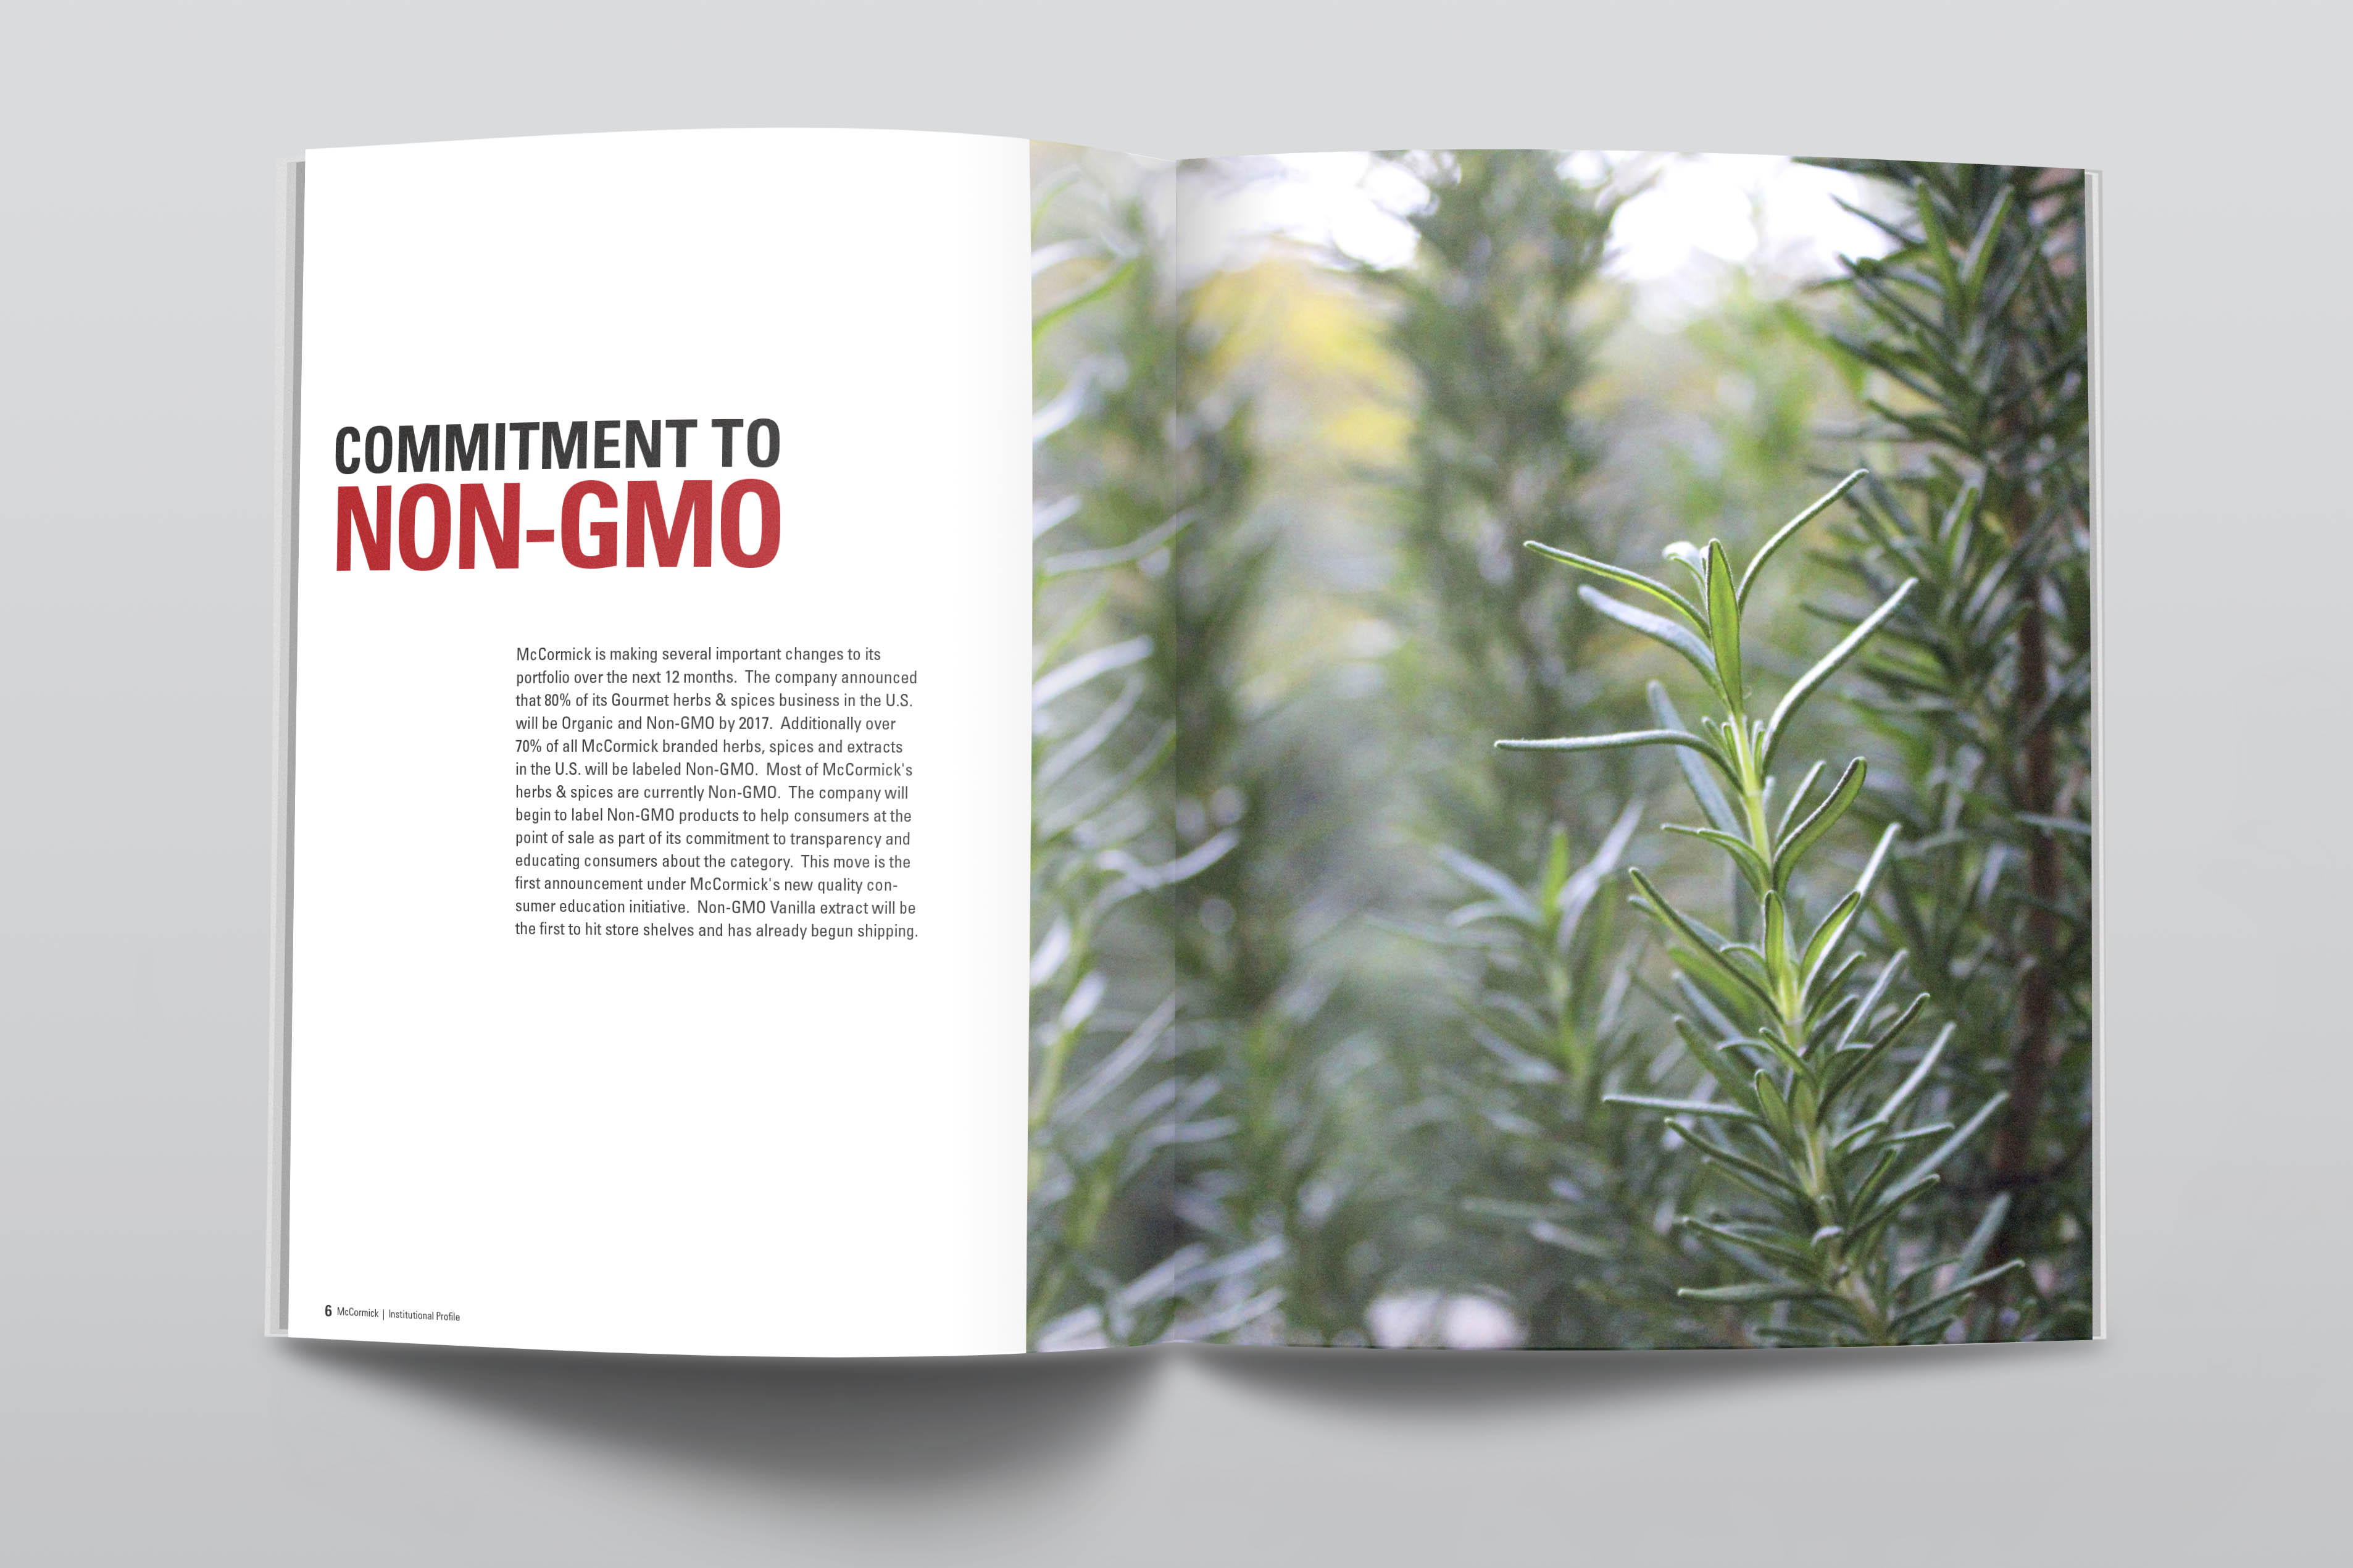 COMMITMENT TO
NON-GMO
McCormick is making several important changes to its
portfolio over the next 12 months.  The company announced
that 80% of its Gourmet herbs & spices business in the U.S.
will be Organic and Non-GMO by 2017.  Additionally over
70% of all McCormick branded herbs, spices and extracts
in the U.S. will be labeled Non-GMO.  Most of McCormick's
herbs & spices are currently Non-GMO.  The company will
begin to label Non-GMO products to help consumers at the
point of sale as part of its commitment to transparency and
educating consumers about the category.  This move is the
first announcement under McCormick's new quality con-
sumer education initiative.  Non-GMO Vanilla extract will be
the first to hit store shelves and has already begun shipping.
6 McCormick | Institutional Profile